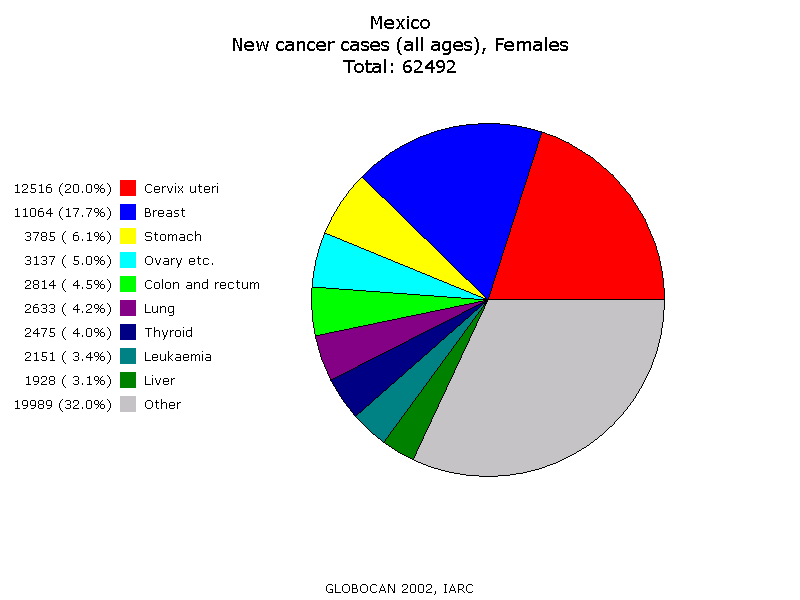 Mexico
New cancer cases (all ages), Females
Total: 62492
12516 (20.0%) Cervix uteri
11064 (17.7%) Breast
3785 ( 6.1%) Stomach
3137 ( 5.0%) Ovary etc.
2814 ( 4.5%) Colon and rectum
2633 ( 4.2%) Lung
2475 ( 4.0%) Thyroid
2151 ( 3.4%) Leukaemia
1928 ( 3.1%) Liver
19989 (32.0%) Other
GLOBOCAN 2002, IARC